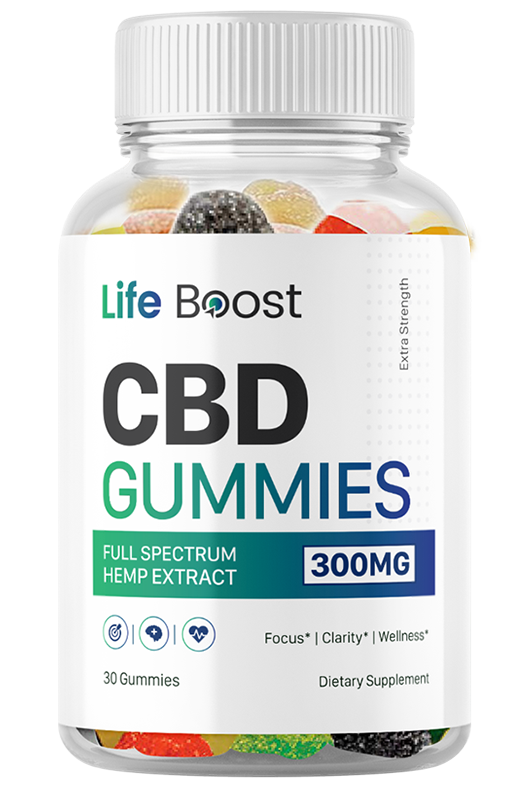 Life Boost
Extra Strength
CBD
GUMMIES
FULL SPECTRUM
HEMP EXTRACT
300MG
Focus* | Clarity* | Wellness*
30 Gummies
Dietary Supplement